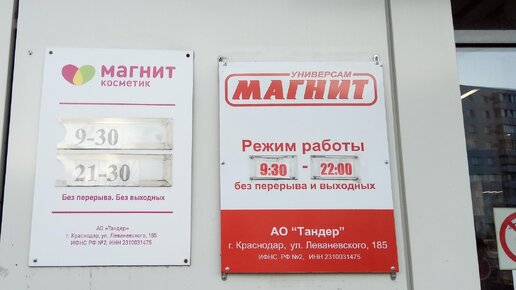 МАГНИТ
КОСМЕТИК
9-30
21-30
Без перерыва. Без выходных
АО "Тандер"
г. Краснодар, ул. Леваневского, 185
ИФНС РФ №2, ИНН 2310031475
УНИВЕРСАМ
МАГНИТ
Режим работы
9:30 - 22:00
без перерыва и выходных
АО "Тандер"
г. Краснодар, ул. Леваневского, 185
ИФНС РФ №2, ИНН 2310031475